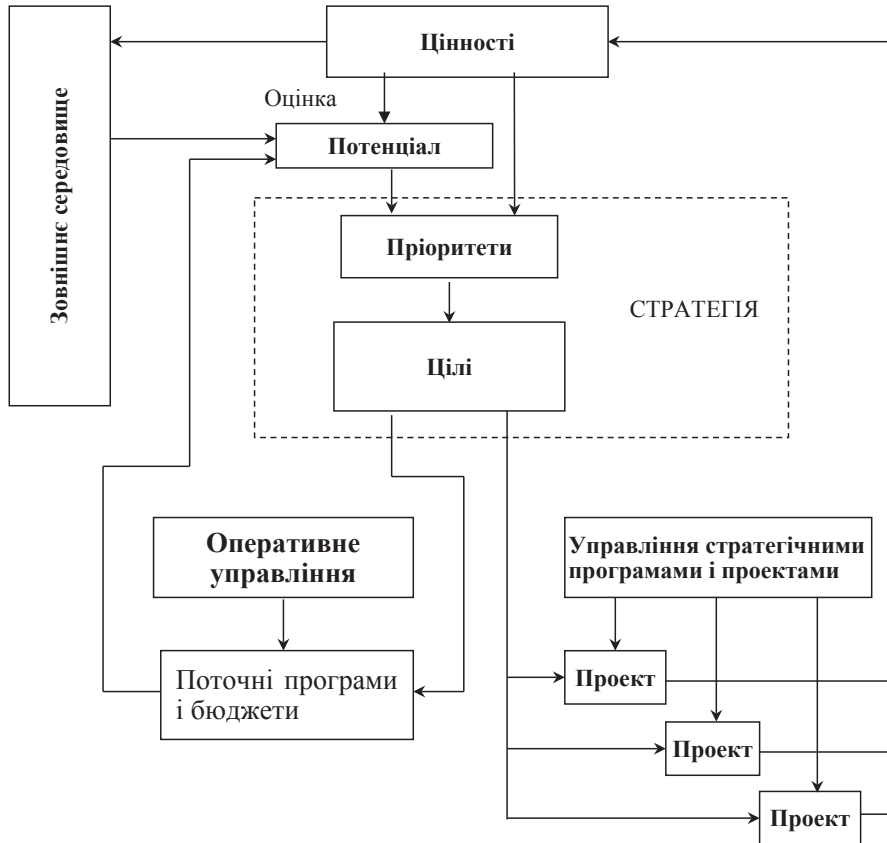 Цінності
Зовнішнє середовище
Оцінка
Потенціал
Пріоритети
СТРАТЕГІЯ
Цілі
Оперативне
управління
Управління стратегічними
програмами і проектами
Поточні програми
і бюджети
Проект
Проект
Проект